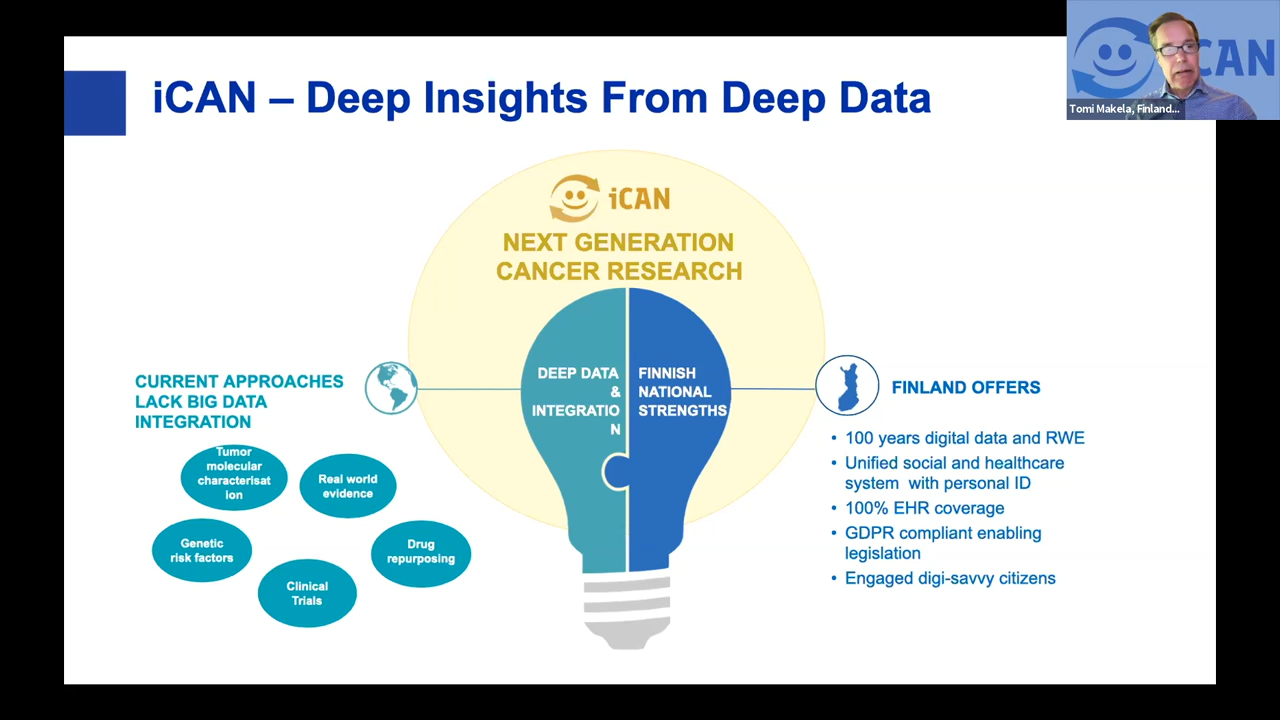 iCAN – Deep Insights From Deep Data
CAN
Tomi Makela, Finland...
iCAN
NEXT GENERATION
CANCER RESEARCH
DEEP DATA
&
INTEGRATIO
N
FINNISH
NATIONAL
STRENGTHS
CURRENT APPROACHES
LACK BIG DATA
INTEGRATION
Tumor
molecular
characterisat
ion
Real world
evidence
Genetic
risk factors
Drug
repurposing
Clinical
Trials
FINLAND OFFERS
• 100 years digital data and RWE
• Unified social and healthcare
system with personal ID
• 100% EHR coverage
• GDPR compliant enabling
legislation
• Engaged digi-savvy citizens